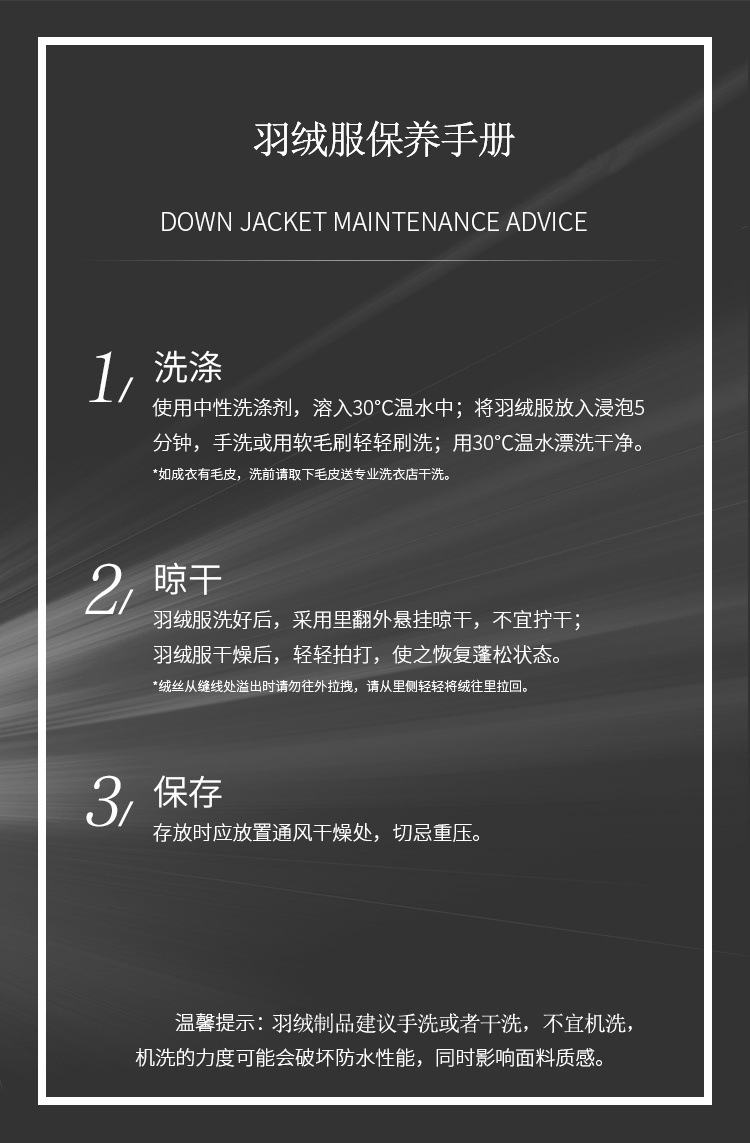 羽绒服保养手册
DOWN JACKET MAINTENANCE ADVICE
1/ 洗涤
使用中性洗涤剂，溶入30℃温水中；将羽绒服放入浸泡5
分钟，手洗或用软毛刷轻轻刷洗；用30℃温水漂洗干净。
*如成衣有毛皮，洗前请取下毛皮送专业洗衣店干洗。
2/ 晾干
羽绒服洗好后，采用里翻外悬挂晾干，不宜拧干；
羽绒服干燥后，轻轻拍打，使之恢复蓬松状态。
*绒丝从缝线处溢出时请勿往外拉拽，请从里侧轻轻将绒往里拉回。
3/ 保存
存放时应放置通风干燥处，切忌重压。
温馨提示：羽绒制品建议手洗或者干洗，不宜机洗，
机洗的力度可能会破坏防水性能，同时影响面料质感。